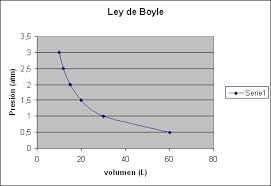 Ley de Boyle
Presión (atm)
3,5
3
2,5
2
1,5
1
0,5
0
0 20 40 60 80
volumen (L)
Serie1